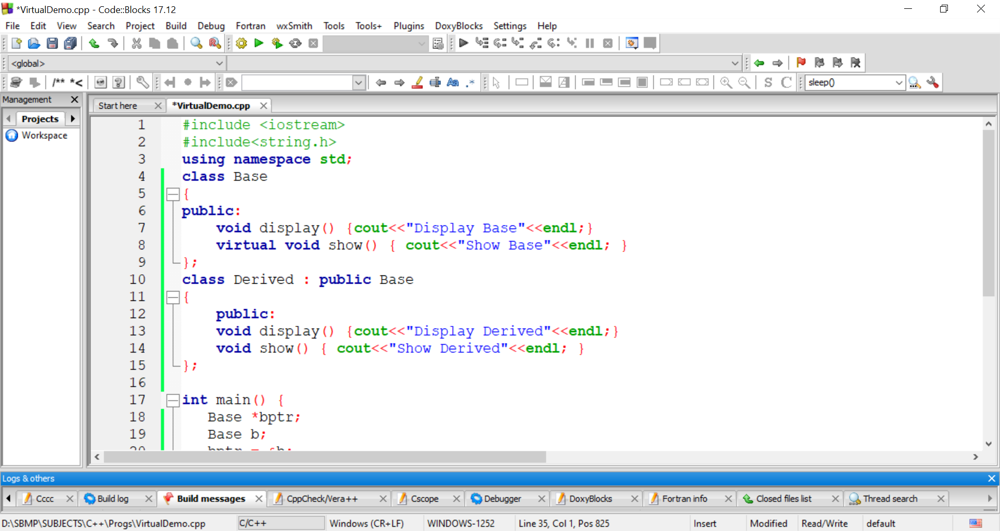 *VirtualDemo.cpp - Code::Blocks 17.12
File Edit View Search Project Build Debug Fortran wxSmith Tools Tools+ Plugins DoxyBlocks Settings Help
<global>
/** *<
sleep()
Management
Start here *VirtualDemo.cpp
Projects
Workspace
1 #include <iostream>
2 #include<string.h>
3 using namespace std;
4 class Base
5 {
6 public:
7 void display() {cout<<"Display Base"<<endl;}
8 virtual void show() { cout<<"Show Base"<<endl; }
9 };
10 class Derived : public Base
11 {
12 public:
13 void display() {cout<<"Display Derived"<<endl;}
14 void show() { cout<<"Show Derived"<<endl; }
15 };
16
17 int main() {
18 Base *bptr;
19 Base b;
20 bptr = &b;
Logs & others
Cccc Build log Build messages CppCheck/Vera++ Cscope Debugger DoxyBlocks Fortran info Closed files list Thread search
D:\SBMP\SUBJECTS\C++\Progs\VirtualDemo.cpp C/C++ Windows (CR+LF) WINDOWS-1252 Line 35, Col 1, Pos 825 Insert Modified Read/Write default